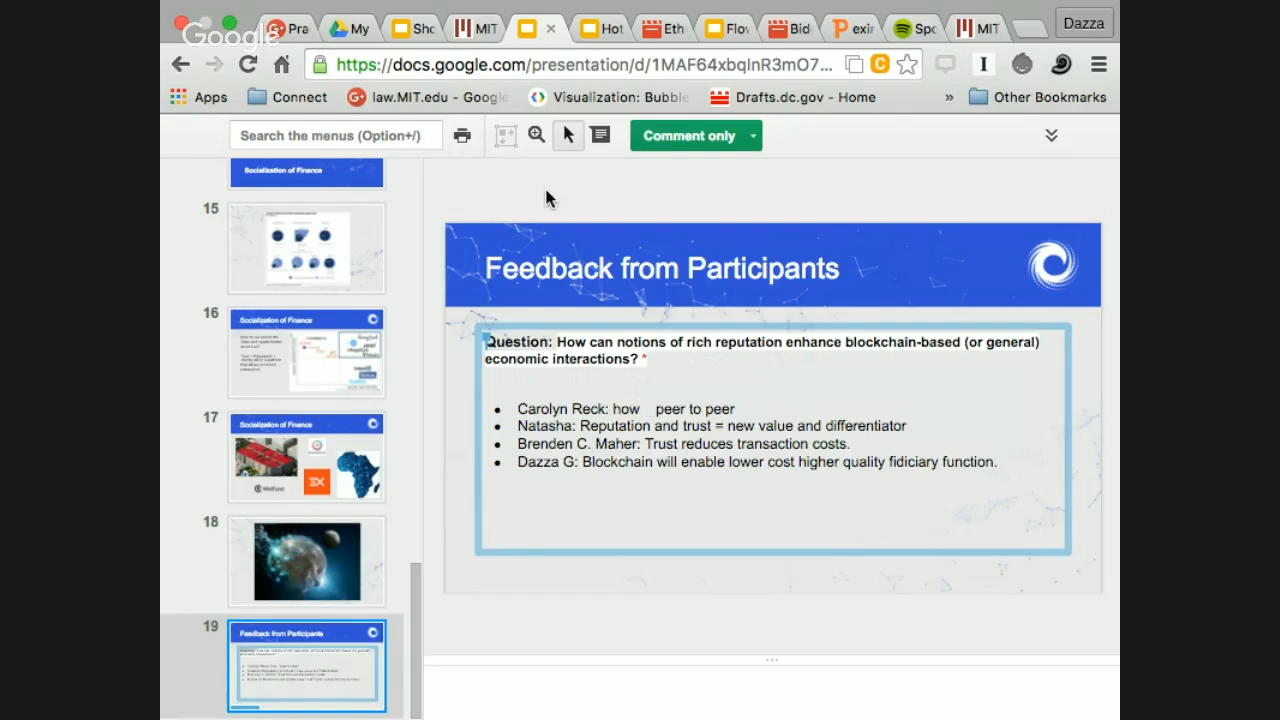 Google
Pra
My
Sho
MIT
Hot
Eth
Flov
Bid
exir
Spo
MIT
Dazza
https://docs.google.com/presentation/d/1MAF64xbqlnR3mO7...
Apps
Connect
law.MIT.edu - Google
Visualization: Bubble
Drafts.dc.gov - Home
»
Other Bookmarks
Search the menus (Option+/)
Comment only
Socialization of Finance
15
16
Socialization of Finance
17
Socialization of Finance
18
19
Feedback from Participants
Feedback from Participants
Question: How can notions of rich reputation enhance blockchain-based (or general)
economic interactions? *
● Carolyn Reck: how peer to peer
● Natasha: Reputation and trust = new value and differentiator
● Brenden C. Maher: Trust reduces transaction costs.
● Dazza G: Blockchain will enable lower cost higher quality fidiciary function.